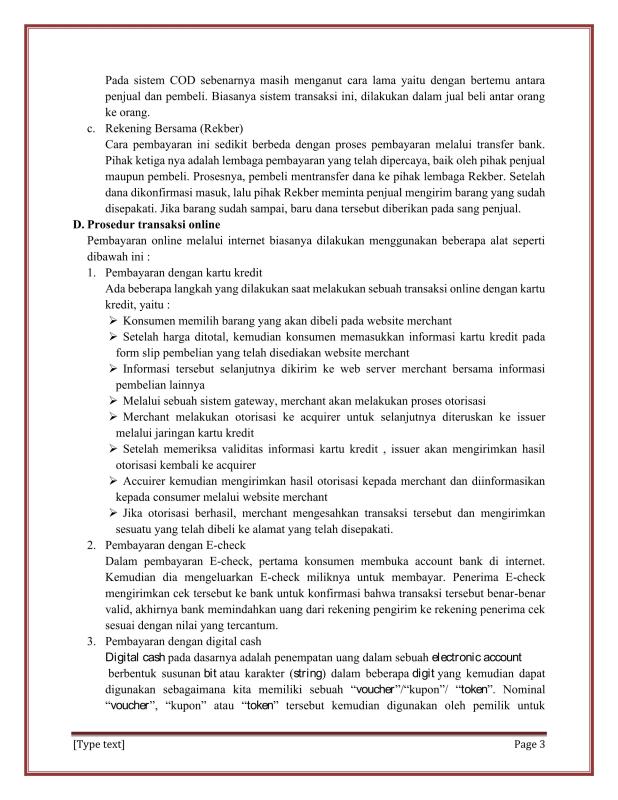 Pada sistem COD sebenarnya masih menganut cara lama yaitu dengan bertemu antara
penjual dan pembeli. Biasanya sistem transaksi ini, dilakukan dalam jual beli antar orang
ke orang.
c. Rekening Bersama (Rekber)
Cara pembayaran ini sedikit berbeda dengan proses pembayaran melalui transfer bank.
Pihak ketiga nya adalah lembaga pembayaran yang telah dipercaya, baik oleh pihak penjual
maupun pembeli. Prosesnya, pembeli mentransfer dana ke pihak lembaga Rekber. Setelah
dana dikonfirmasi masuk, lalu pihak Rekber meminta penjual mengirim barang yang sudah
disepakati. Jika barang sudah sampai, baru dana tersebut diberikan pada sang penjual.
D. Prosedur transaksi online
Pembayaran online melalui internet biasanya dilakukan menggunakan beberapa alat seperti
dibawah ini :
1. Pembayaran dengan kartu kredit
Ada beberapa langkah yang dilakukan saat melakukan sebuah transaksi online dengan kartu
kredit, yaitu :
➢ Konsumen memilih barang yang akan dibeli pada website merchant
➢ Setelah harga ditotal, kemudian konsumen memasukkan informasi kartu kredit pada
form slip pembelian yang telah disediakan website merchant
➢ Informasi tersebut selanjutnya dikirim ke web server merchant bersama informasi
pembelian lainnya
➢ Melalui sebuah sistem gateway, merchant akan melakukan proses otorisasi
➢ Merchant melakukan otorisasi ke acquirer untuk selanjutnya diteruskan ke issuer
melalui jaringan kartu kredit
➢ Setelah memeriksa validitas informasi kartu kredit , issuer akan mengirimkan hasil
otorisasi kembali ke acquirer
➢ Accuirer kemudian mengirimkan hasil otorisasi kepada merchant dan diinformasikan
kepada consumer melalui website merchant
➢ Jika otorisasi berhasil, merchant mengesahkan transaksi tersebut dan mengirimkan
sesuatu yang telah dibeli ke alamat yang telah disepakati.
2. Pembayaran dengan E-check
Dalam pembayaran E-check, pertama konsumen membuka account bank di internet.
Kemudian dia mengeluarkan E-check miliknya untuk membayar. Penerima E-check
mengirimkan cek tersebut ke bank untuk konfirmasi bahwa transaksi tersebut benar-benar
valid, akhirnya bank memindahkan uang dari rekening pengirim ke rekening penerima cek
sesuai dengan nilai yang tercantum.
3. Pembayaran dengan digital cash
Digital cash pada dasarnya adalah penempatan uang dalam sebuah electronic account
berbentuk susunan bit atau karakter (string) dalam beberapa digit yang kemudian dapat
digunakan sebagaimana kita memiliki sebuah “voucher”/“kupon”/ “token”. Nominal
“voucher”, “kupon” atau “token” tersebut kemudian digunakan oleh pemilik untuk
[Type text] Page 3